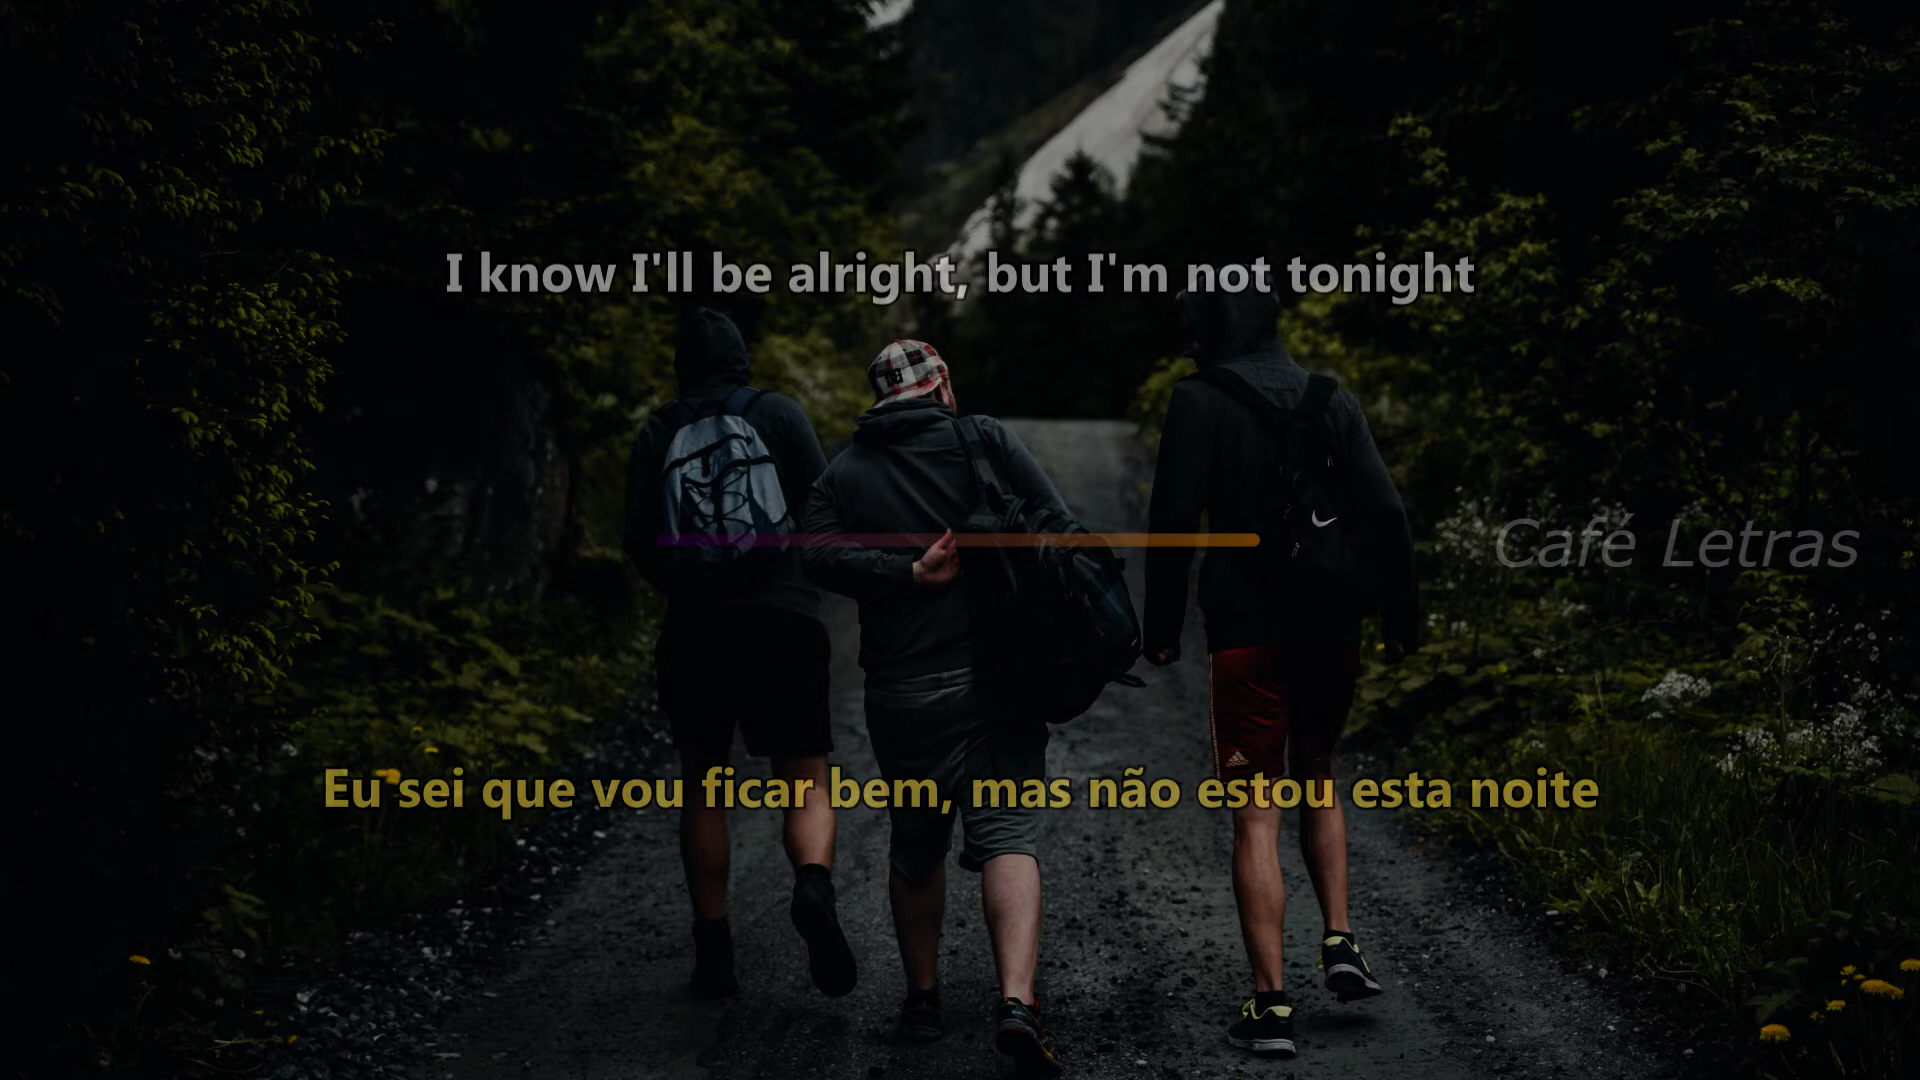 I know I'll be alright, but I'm not tonight
Café Letras
Eu sei que vou ficar bem, mas não estou esta noite